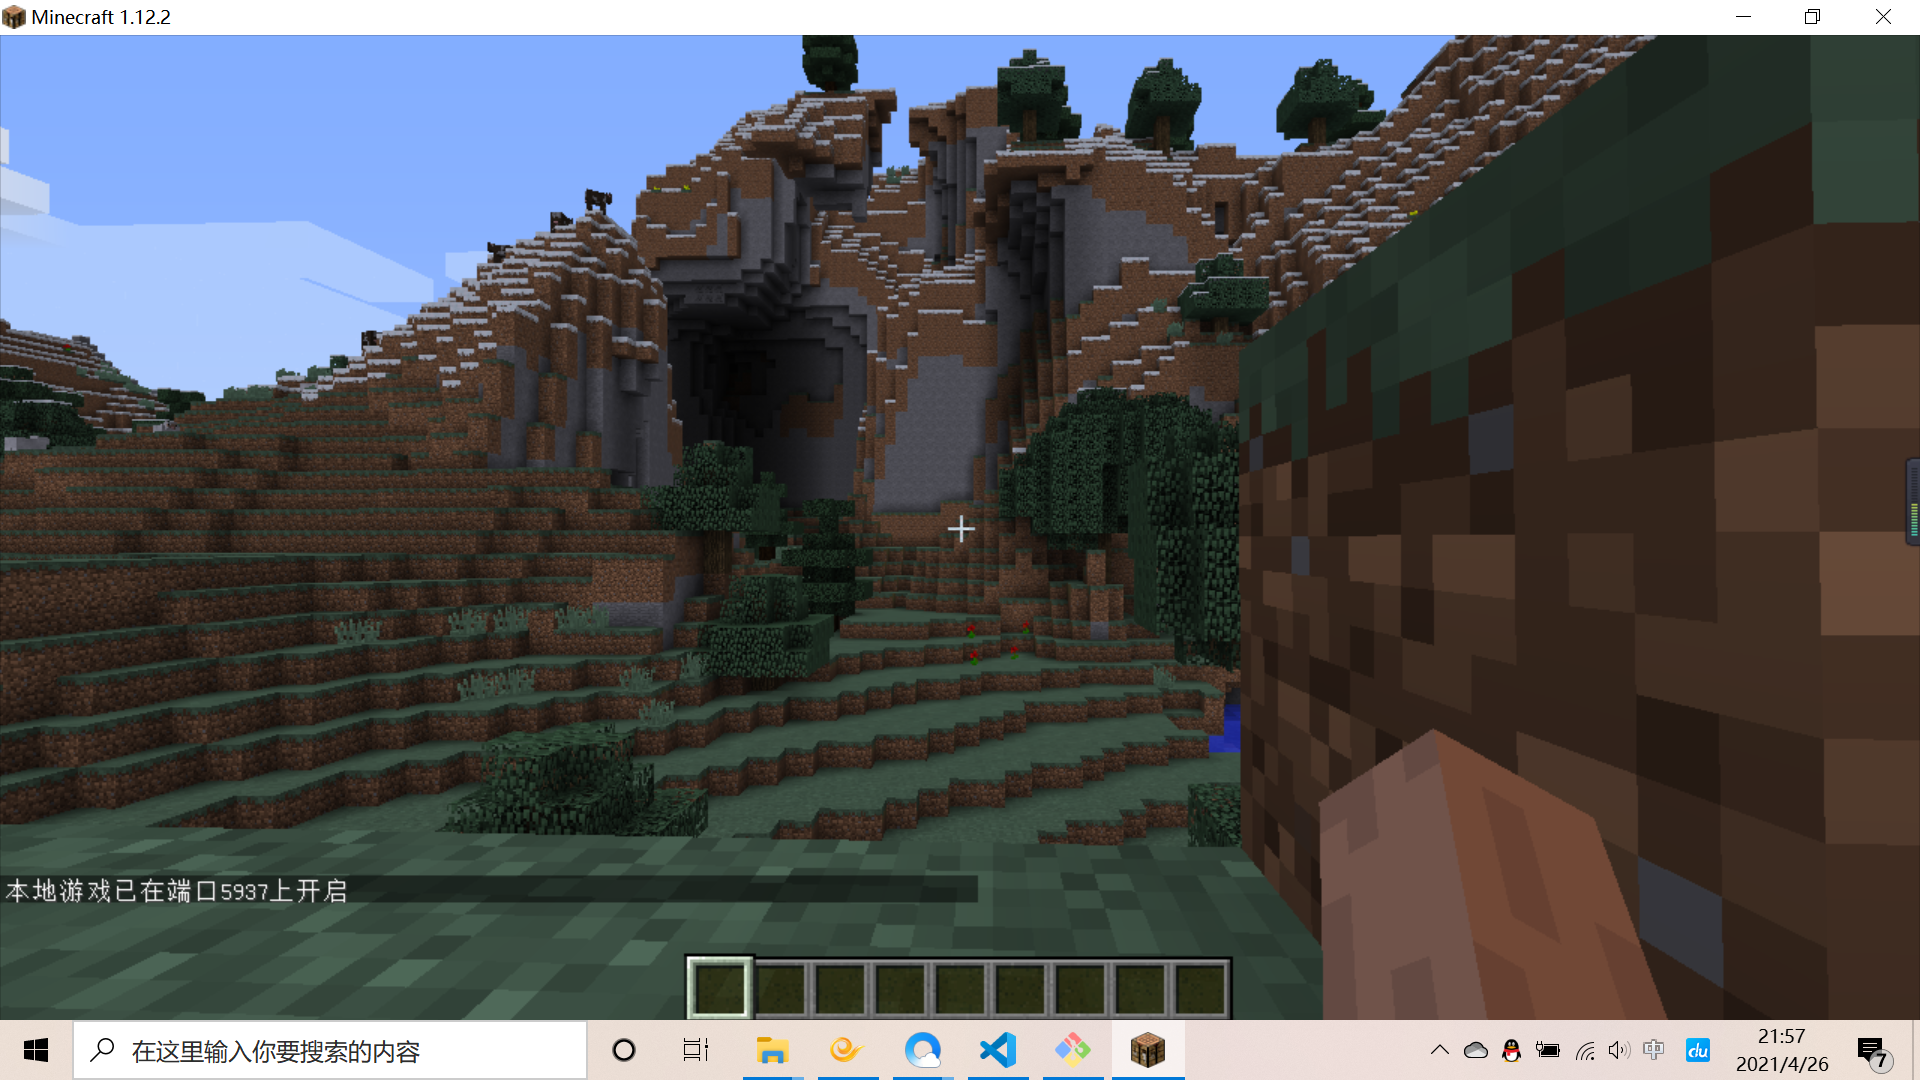 Minecraft 1.12.2
本地游戏已在端口5937上开启
在这里输入你要搜索的内容
中
du
21:57
2021/4/26
7